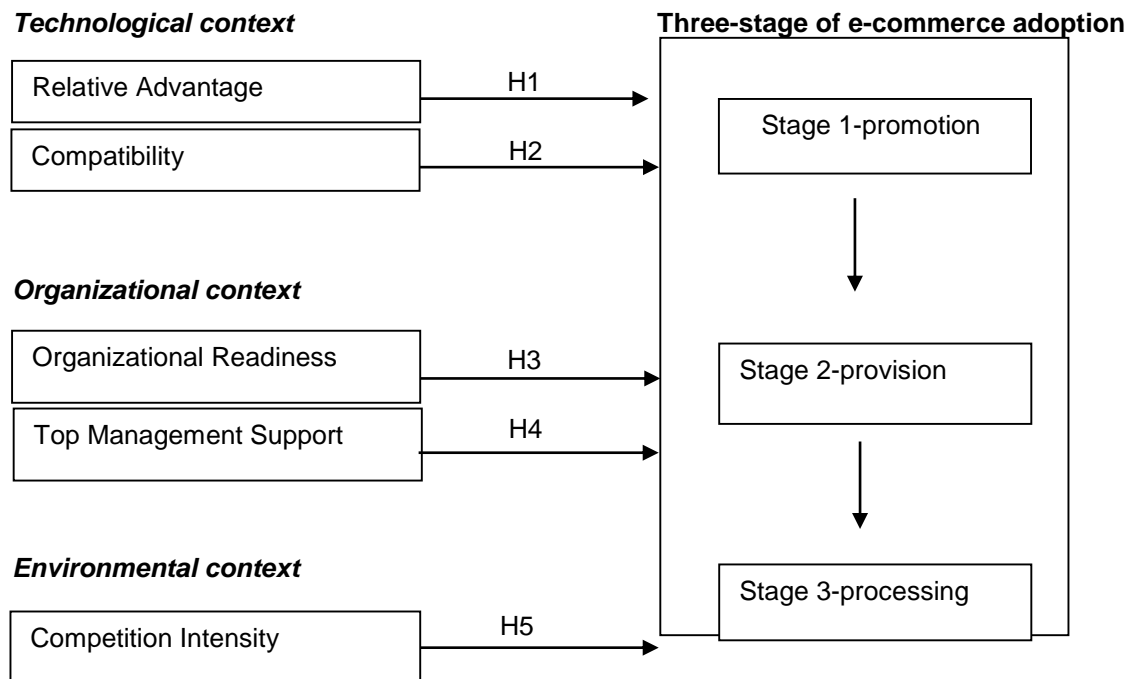 Technological context
Three-stage of e-commerce adoption
Relative Advantage
H1
Stage 1-promotion
Compatibility
H2
Organizational context
Organizational Readiness
H3
Stage 2-provision
Top Management Support
H4
Environmental context
Stage 3-processing
Competition Intensity
H5